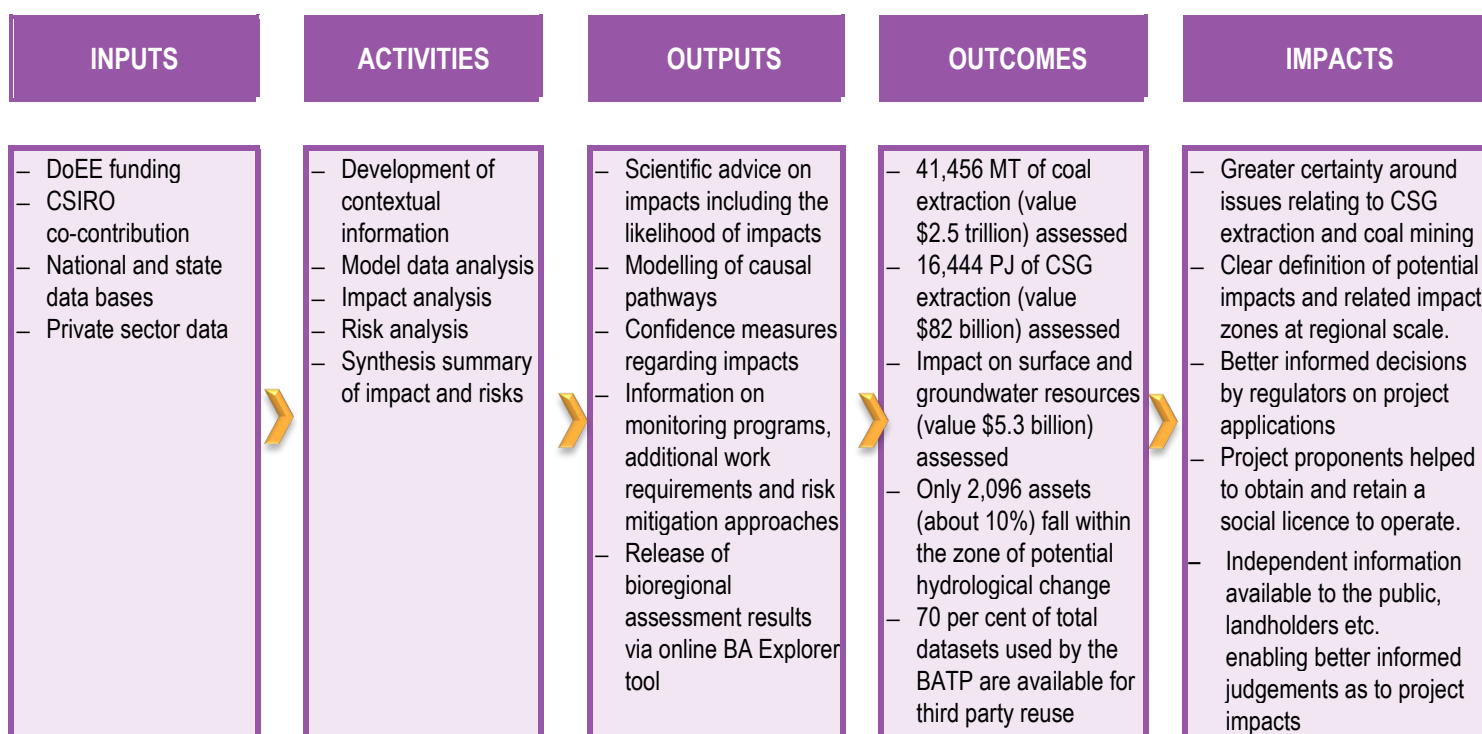 INPUTS
ACTIVITIES
OUTPUTS
OUTCOMES
IMPACTS
– DoEE funding
– CSIRO
co-contribution
– National and state
data bases
– Private sector data
– Development of
contextual
information
– Model data analysis
– Impact analysis
– Risk analysis
– Synthesis summary
of impact and risks
– Scientific advice on
impacts including the
likelihood of impacts
– Modelling of causal
pathways
– Confidence measures
regarding impacts
– Information on
monitoring programs,
additional work
requirements and risk
mitigation approaches
– Release of
bioregional
assessment results
via online BA Explorer
tool
– 41,456 MT of coal
extraction (value
$2.5 trillion) assessed
– 16,444 PJ of CSG
extraction (value
$82 billion) assessed
– Impact on surface and
groundwater resources
(value $5.3 billion)
assessed
– Only 2,096 assets
(about 10%) fall within
the zone of potential
hydrological change
– 70 per cent of total
datasets used by the
BATP are available for
third party reuse
– Greater certainty around
issues relating to CSG
extraction and coal mining
– Clear definition of potential
impacts and related impact
zones at regional scale.
– Better informed decisions
by regulators on project
applications
– Project proponents helped
to obtain and retain a
social licence to operate.
– Independent information
available to the public,
landholders etc.
enabling better informed
judgements as to project
impacts